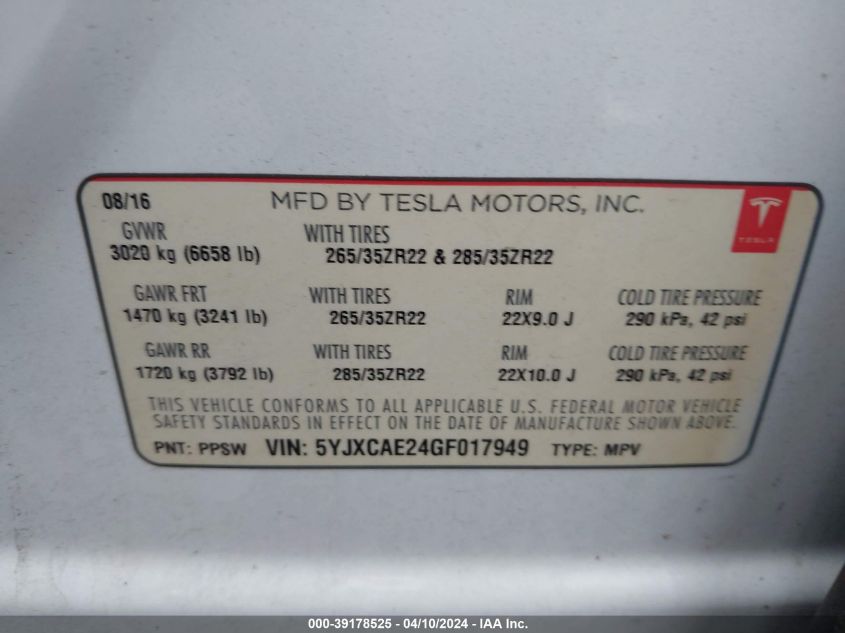 08/16 MFD BY TESLA MOTORS, INC.
GVWR WITH TIRES
3020 kg (6658 lb) 265/35ZR22 & 285/35ZR22
TESLA
GAWR FRT WITH TIRES RIM COLD TIRE PRESSURE
1470 kg (3241 lb) 265/35ZR22 22X9.0 J 290 kPa, 42 psi
GAWR RR WITH TIRES RIM COLD TIRE PRESSURE
1720 kg (3792 lb) 285/35ZR22 22X10.0 J 290 kPa, 42 psi
THIS VEHICLE CONFORMS TO ALL APPLICABLE U.S. FEDERAL MOTOR VEHICLE
SAFETY STANDARDS IN EFFECT ON THE DATE OF MANUFACTURE SHOWN ABOVE.
PNT: PPSW VIN: 5YJXCAE24GF017949 TYPE: MPV
000-39178525 - 04/10/2024 - IAA Inc.